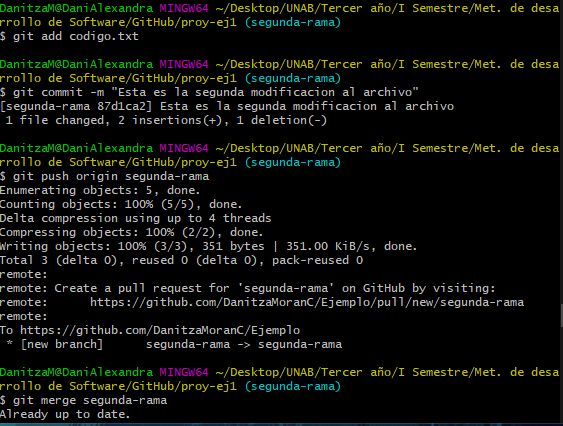 DanitzaM@DaniAlexandra MINGW64 ~/Desktop/UNAB/Tercer año/I Semestre/Met. de desa
rrollo de Software/GitHub/proy-ej1 (segunda-rama)
$ git add codigo.txt

DanitzaM@DaniAlexandra MINGW64 ~/Desktop/UNAB/Tercer año/I Semestre/Met. de desa
rrollo de Software/GitHub/proy-ej1 (segunda-rama)
$ git commit -m "Esta es la segunda modificacion al archivo"
[segunda-rama 87d1ca2] Esta es la segunda modificacion al archivo
 1 file changed, 2 insertions(+), 1 deletion(-)

DanitzaM@DaniAlexandra MINGW64 ~/Desktop/UNAB/Tercer año/I Semestre/Met. de desa
rrollo de Software/GitHub/proy-ej1 (segunda-rama)
$ git push origin segunda-rama
Enumerating objects: 5, done.
Counting objects: 100% (5/5), done.
Delta compression using up to 4 threads
Compressing objects: 100% (2/2), done.
Writing objects: 100% (3/3), 351 bytes | 351.00 KiB/s, done.
Total 3 (delta 0), reused 0 (delta 0), pack-reused 0
remote:
remote: Create a pull request for 'segunda-rama' on GitHub by visiting:
remote:      https://github.com/DanitzaMoranC/Ejemplo/pull/new/segunda-rama
remote:
To https://github.com/DanitzaMoranC/Ejemplo
 * [new branch]      segunda-rama -> segunda-rama

DanitzaM@DaniAlexandra MINGW64 ~/Desktop/UNAB/Tercer año/I Semestre/Met. de desa
rrollo de Software/GitHub/proy-ej1 (segunda-rama)
$ git merge segunda-rama
Already up to date.